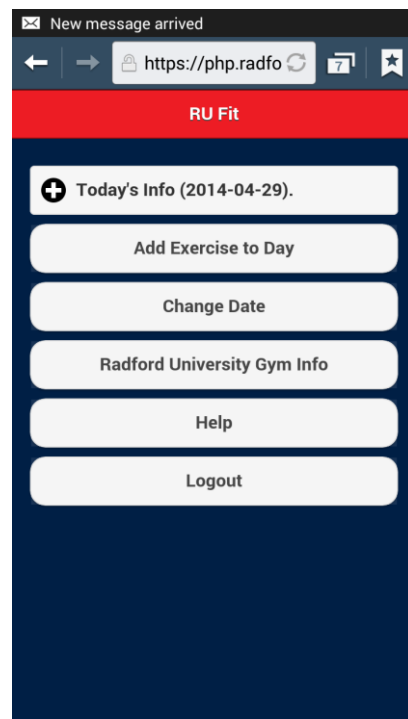 New message arrived
https://php.radfo
7
RU Fit
Today's Info (2014-04-29).
Add Exercise to Day
Change Date
Radford University Gym Info
Help
Logout